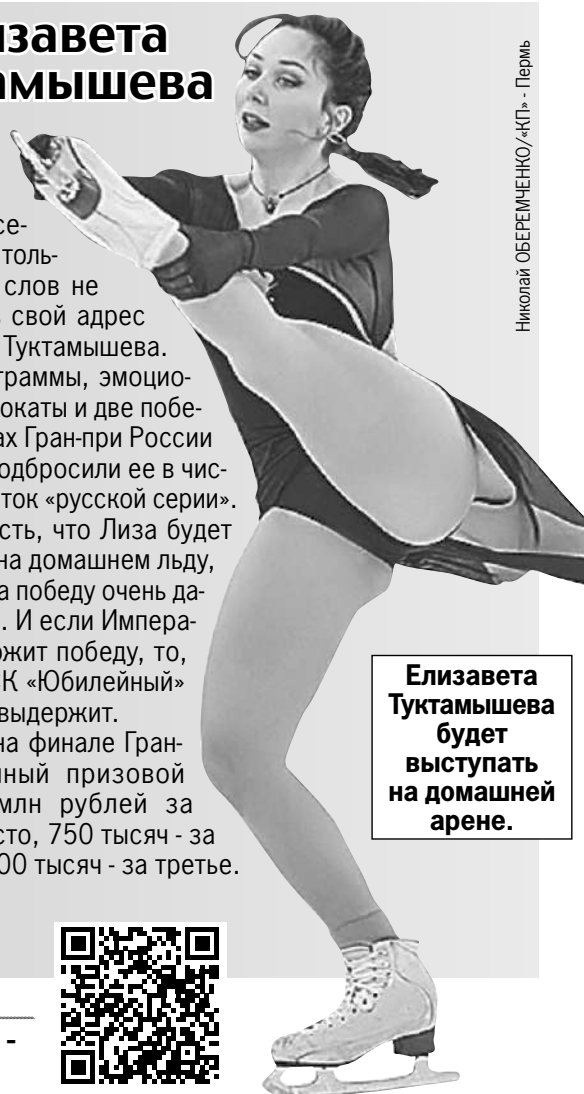 изавета
амышева
се-
толь-
слов не
свой адрес
Туктамышева.
граммы, эмоцио-
окаты и две побе-
ах Гран-при России
одбросили ее в чис-
ток «русской серии».
сть, что Лиза будет
на домашнем льду,
а победу очень да-
. И если Импера-
жит победу, то,
К «Юбилейный»
выдержит.
на финале Гран-
ный призовой
млн рублей за
сто, 750 тысяч - за
00 тысяч - за третье.
-
Николай ОБЕРЕМЧЕНКО/«КП» - Пермь
Елизавета
Туктамышева
будет
выступать
на домашней
арене.